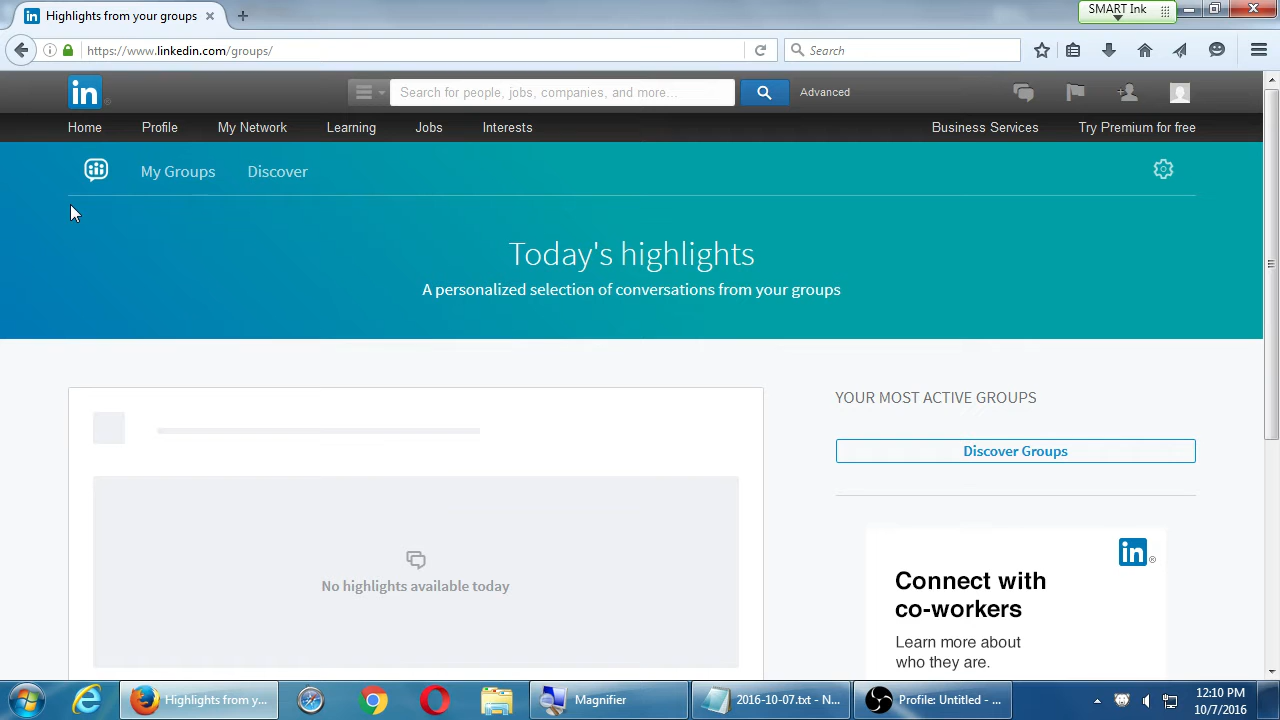 Highlights from your groups
SMART Ink
https://www.linkedin.com/groups/
Search
in
Search for people, jobs, companies, and more...
Advanced
Home
Profile
My Network
Learning
Jobs
Interests
Business Services
Try Premium for free
My Groups
Discover
Today's highlights
A personalized selection of conversations from your groups
YOUR MOST ACTIVE GROUPS
Discover Groups
No highlights available today
in®
Connect with
co-workers
Learn more about
who they are.
Highlights from y...
Magnifier
2016-10-07.txt - N...
Profile: Untitled - ...
12:10 PM
10/7/2016